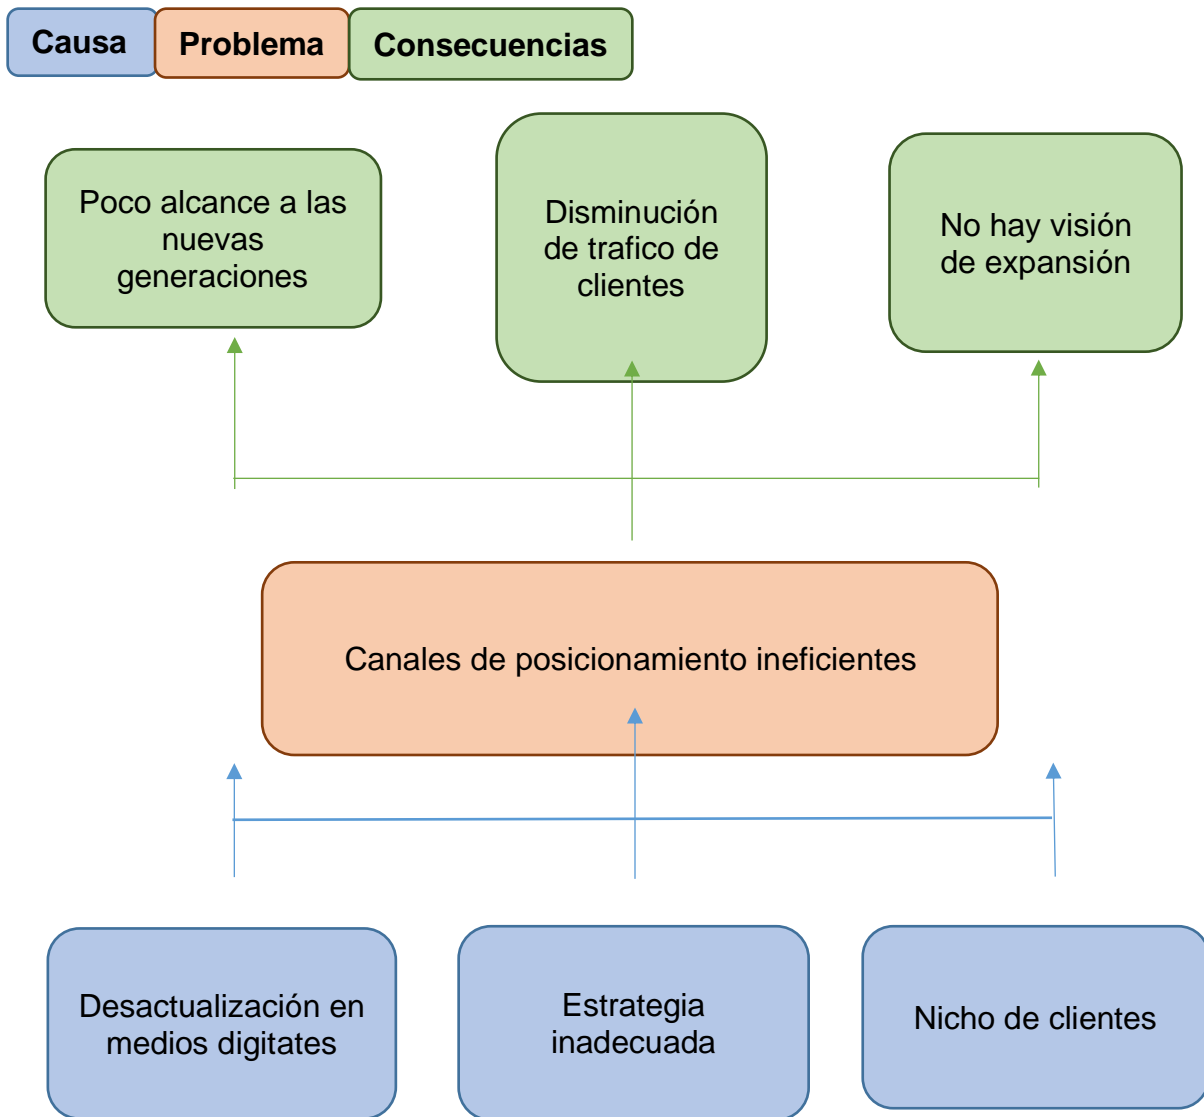 Causa
Problema
Consecuencias
Poco alcance a las
nuevas
generaciones
Disminución
de trafico de
clientes
No hay visión
de expansión
Canales de posicionamiento ineficientes
Desactualización en
medios digitates
Estrategia
inadecuada
Nicho de clientes